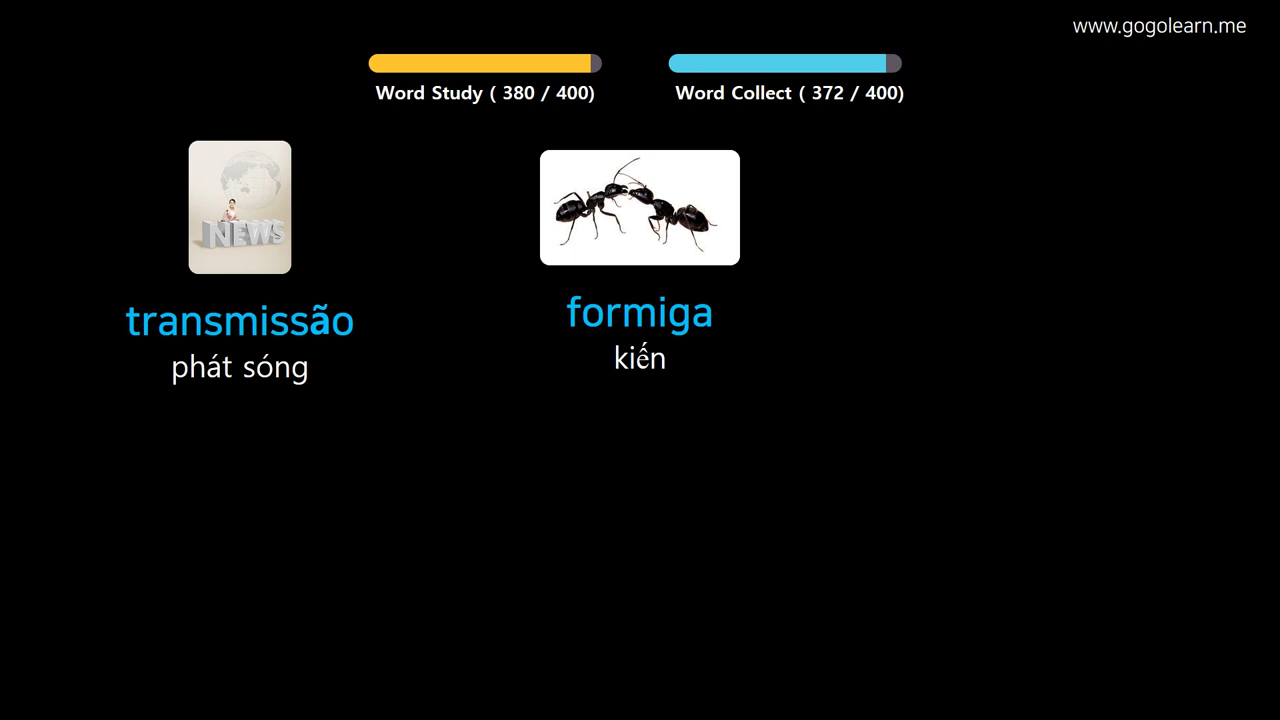 www.gogolearn.me
Word Study ( 380 / 400)
Word Collect ( 372 / 400)
NEWS
transmissão
phát sóng
formiga
kiến